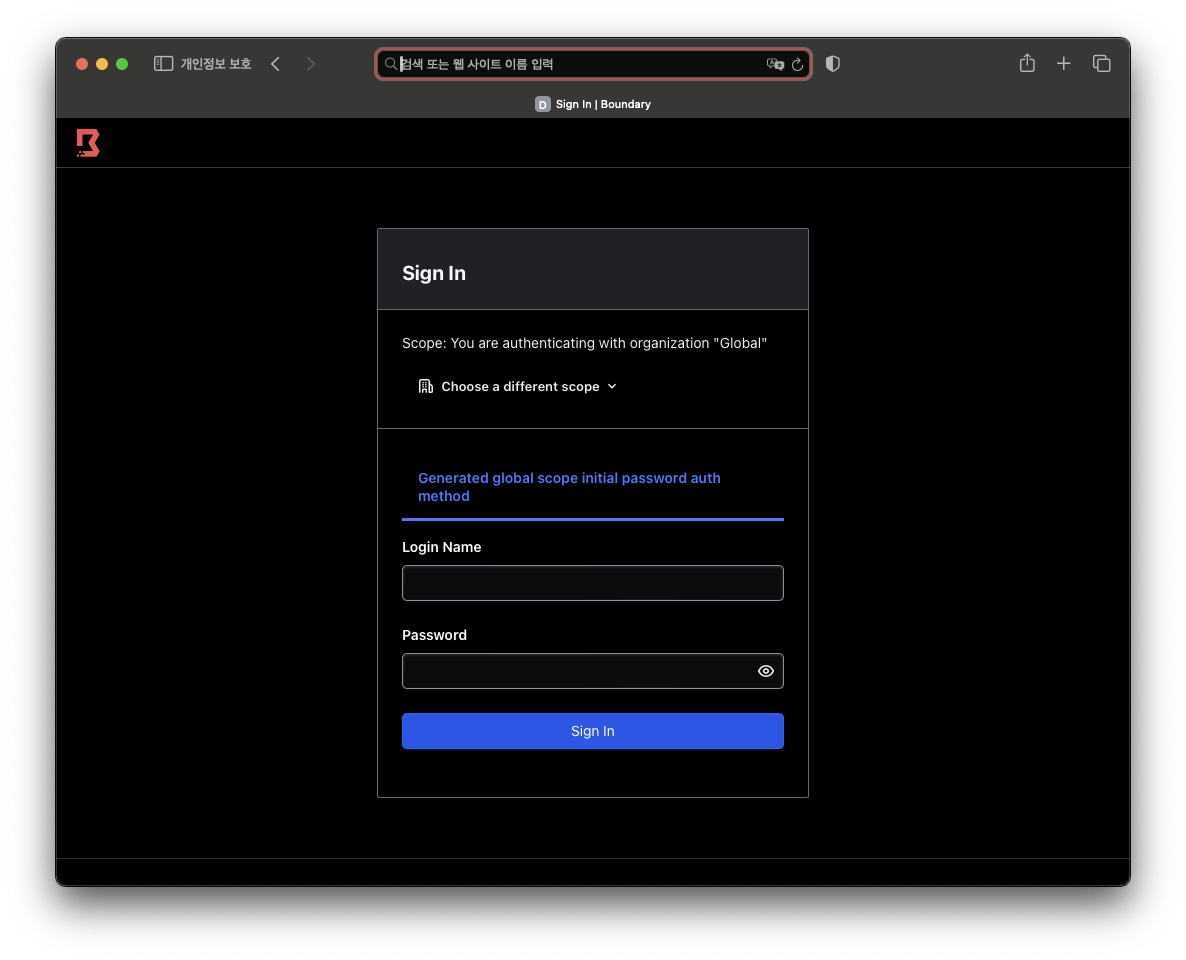 개인정보 보호
검색 또는 웹 사이트 이름 입력
D Sign In | Boundary
Sign In
Scope: You are authenticating with organization "Global"
Choose a different scope
Generated global scope initial password auth
method
Login Name
Password
Sign In